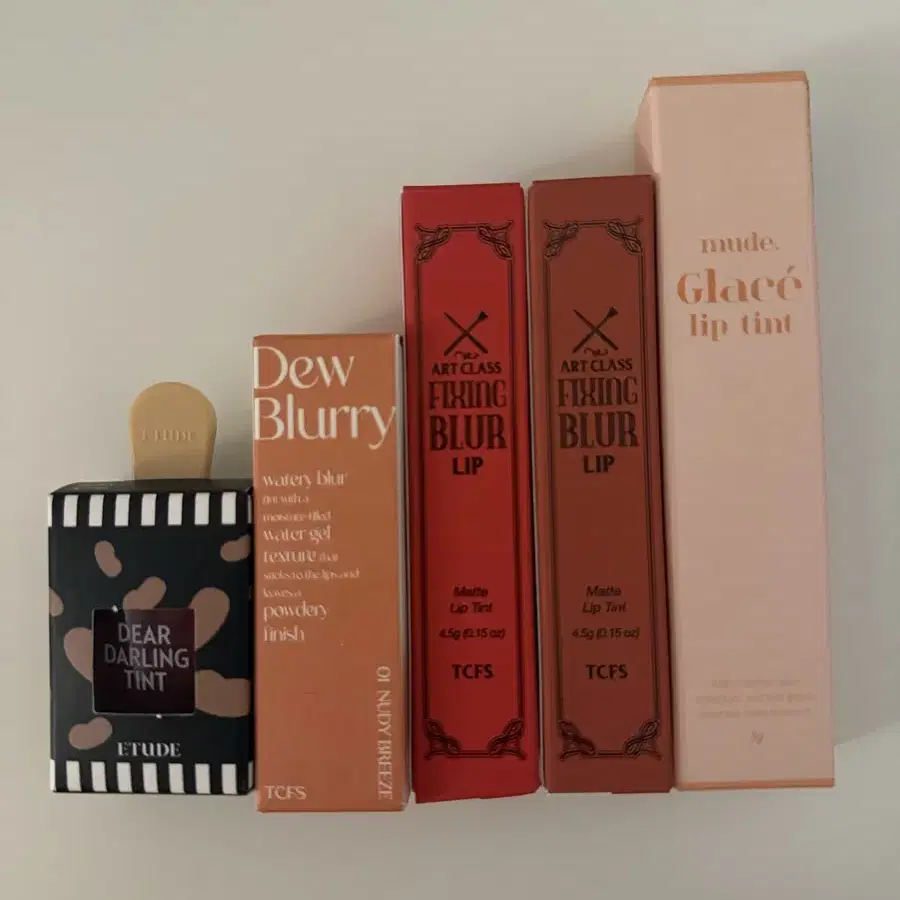 ETUDE
DEAR
DARLING
TINT
ETUDE
Dew
Blurry
watery blur
tint with a
moisture-filled
water gel
texture that
sticks to the lips and
leaves a
powdery
finish
01 NUDY BREEZE
TCFS
ART CLASS
FIXING
BLUR
LIP
Matte
Lip Tint
4.5g (0.15 oz)
TCFS
ART CLASS
FIXING
BLUR
LIP
Matte
Lip Tint
4.5g (0.15 oz)
TCFS
mude.
Glacé
lip tint